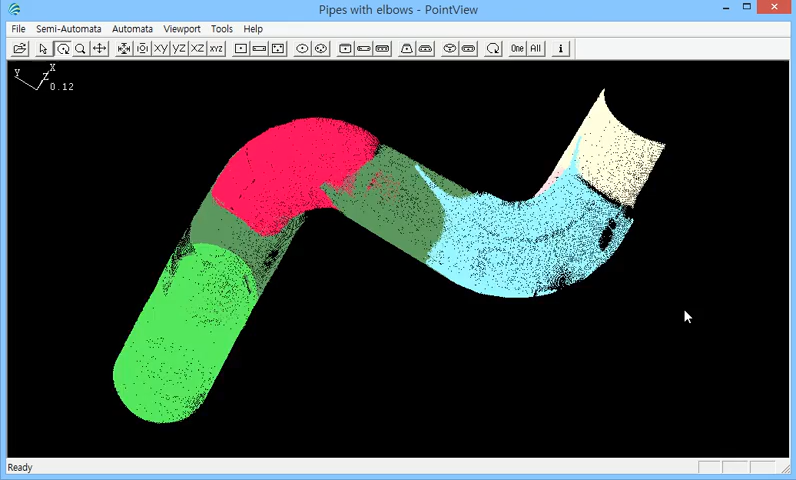 Pipes with elbows - PointView
File Semi-Automata Automata Viewport Tools Help
XY YZ XZ XYZ One All i
Y Z X
0.12
Ready